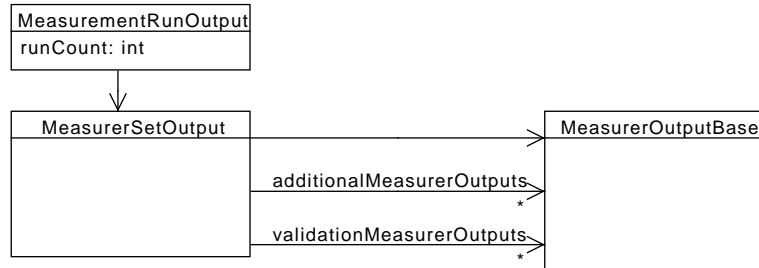 MeasurementRunOutput
runCount: int
MeasurerSetOutput
MeasurerOutputBase
additionalMeasurerOutputs
*
validationMeasurerOutputs
*